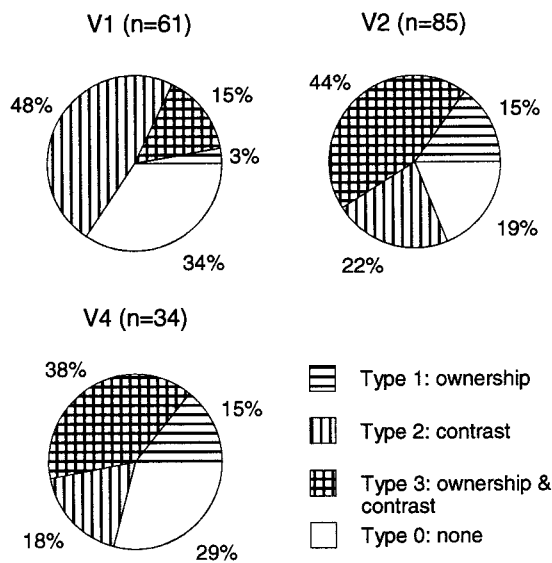 V1 (n=61)
48%
15%
3%
34%
V2 (n=85)
44%
15%
19%
22%
V4 (n=34)
38%
15%
18%
29%
Type 1: ownership
Type 2: contrast
Type 3: ownership &
contrast
Type 0: none